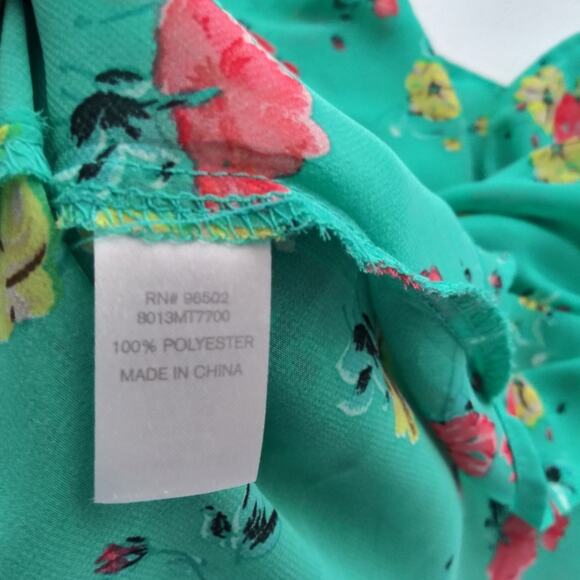 RN# 96502
8013MT7700
100% POLYESTER
MADE IN CHINA